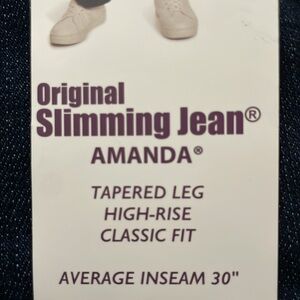 Original
Slimming Jean®
AMANDA®
TAPERED LEG
HIGH-RISE
CLASSIC FIT
AVERAGE INSEAM 30"